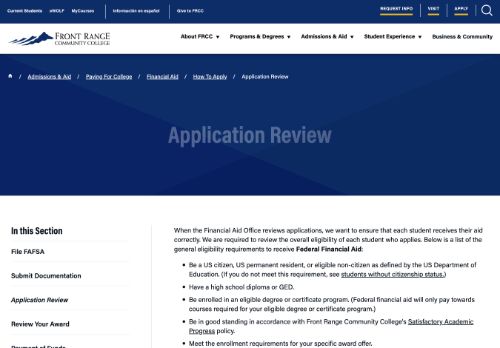 Current Students eWOLF MyCourses Información en español Give to FRCC REQUEST INFO VISIT APPLY
FRONT RANGE
COMMUNITY COLLEGE
About FRCC Programs & Degrees Admissions & Aid Student Experience Business & Community
/ Admissions & Aid / Paying For College / Financial Aid / How To Apply / Application Review
Application Review
In this Section
File FAFSA
Submit Documentation
Application Review
Review Your Award
Payment of Funds
When the Financial Aid Office reviews applications, we want to ensure that each student receives their aid
correctly. We are required to review the overall eligibility of each student who applies. Below is a list of the
general eligibility requirements to receive Federal Financial Aid:
• Be a US citizen, US permanent resident, or eligible non-citizen as defined by the US Department of
Education. (If you do not meet this requirement, see students without citizenship status.)
• Have a high school diploma or GED.
• Be enrolled in an eligible degree or certificate program. (Federal financial aid will only pay towards
courses required for your eligible degree or certificate program.)
• Be in good standing in accordance with Front Range Community College's Satisfactory Academic
Progress policy.
• Meet the enrollment requirements for your specific award offer.